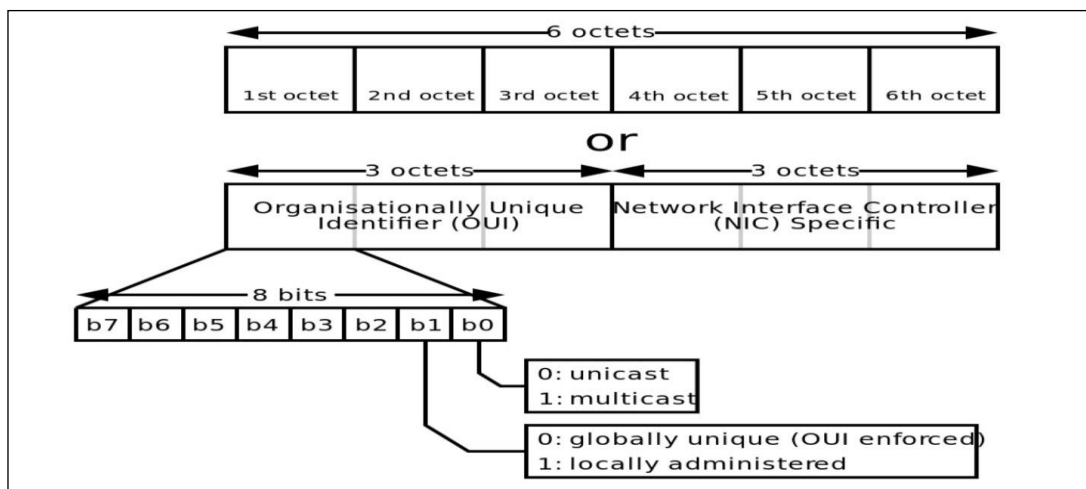 6 octets
1st octet 2nd octet 3rd octet 4th octet 5th octet 6th octet
or
3 octets 3 octets
Organisationally Unique Network Interface Controller
Identifier (OUI) (NIC) Specific
8 bits
b7 b6 b5 b4 b3 b2 b1 b0
0: unicast
1: multicast
0: globally unique (OUI enforced)
1: locally administered